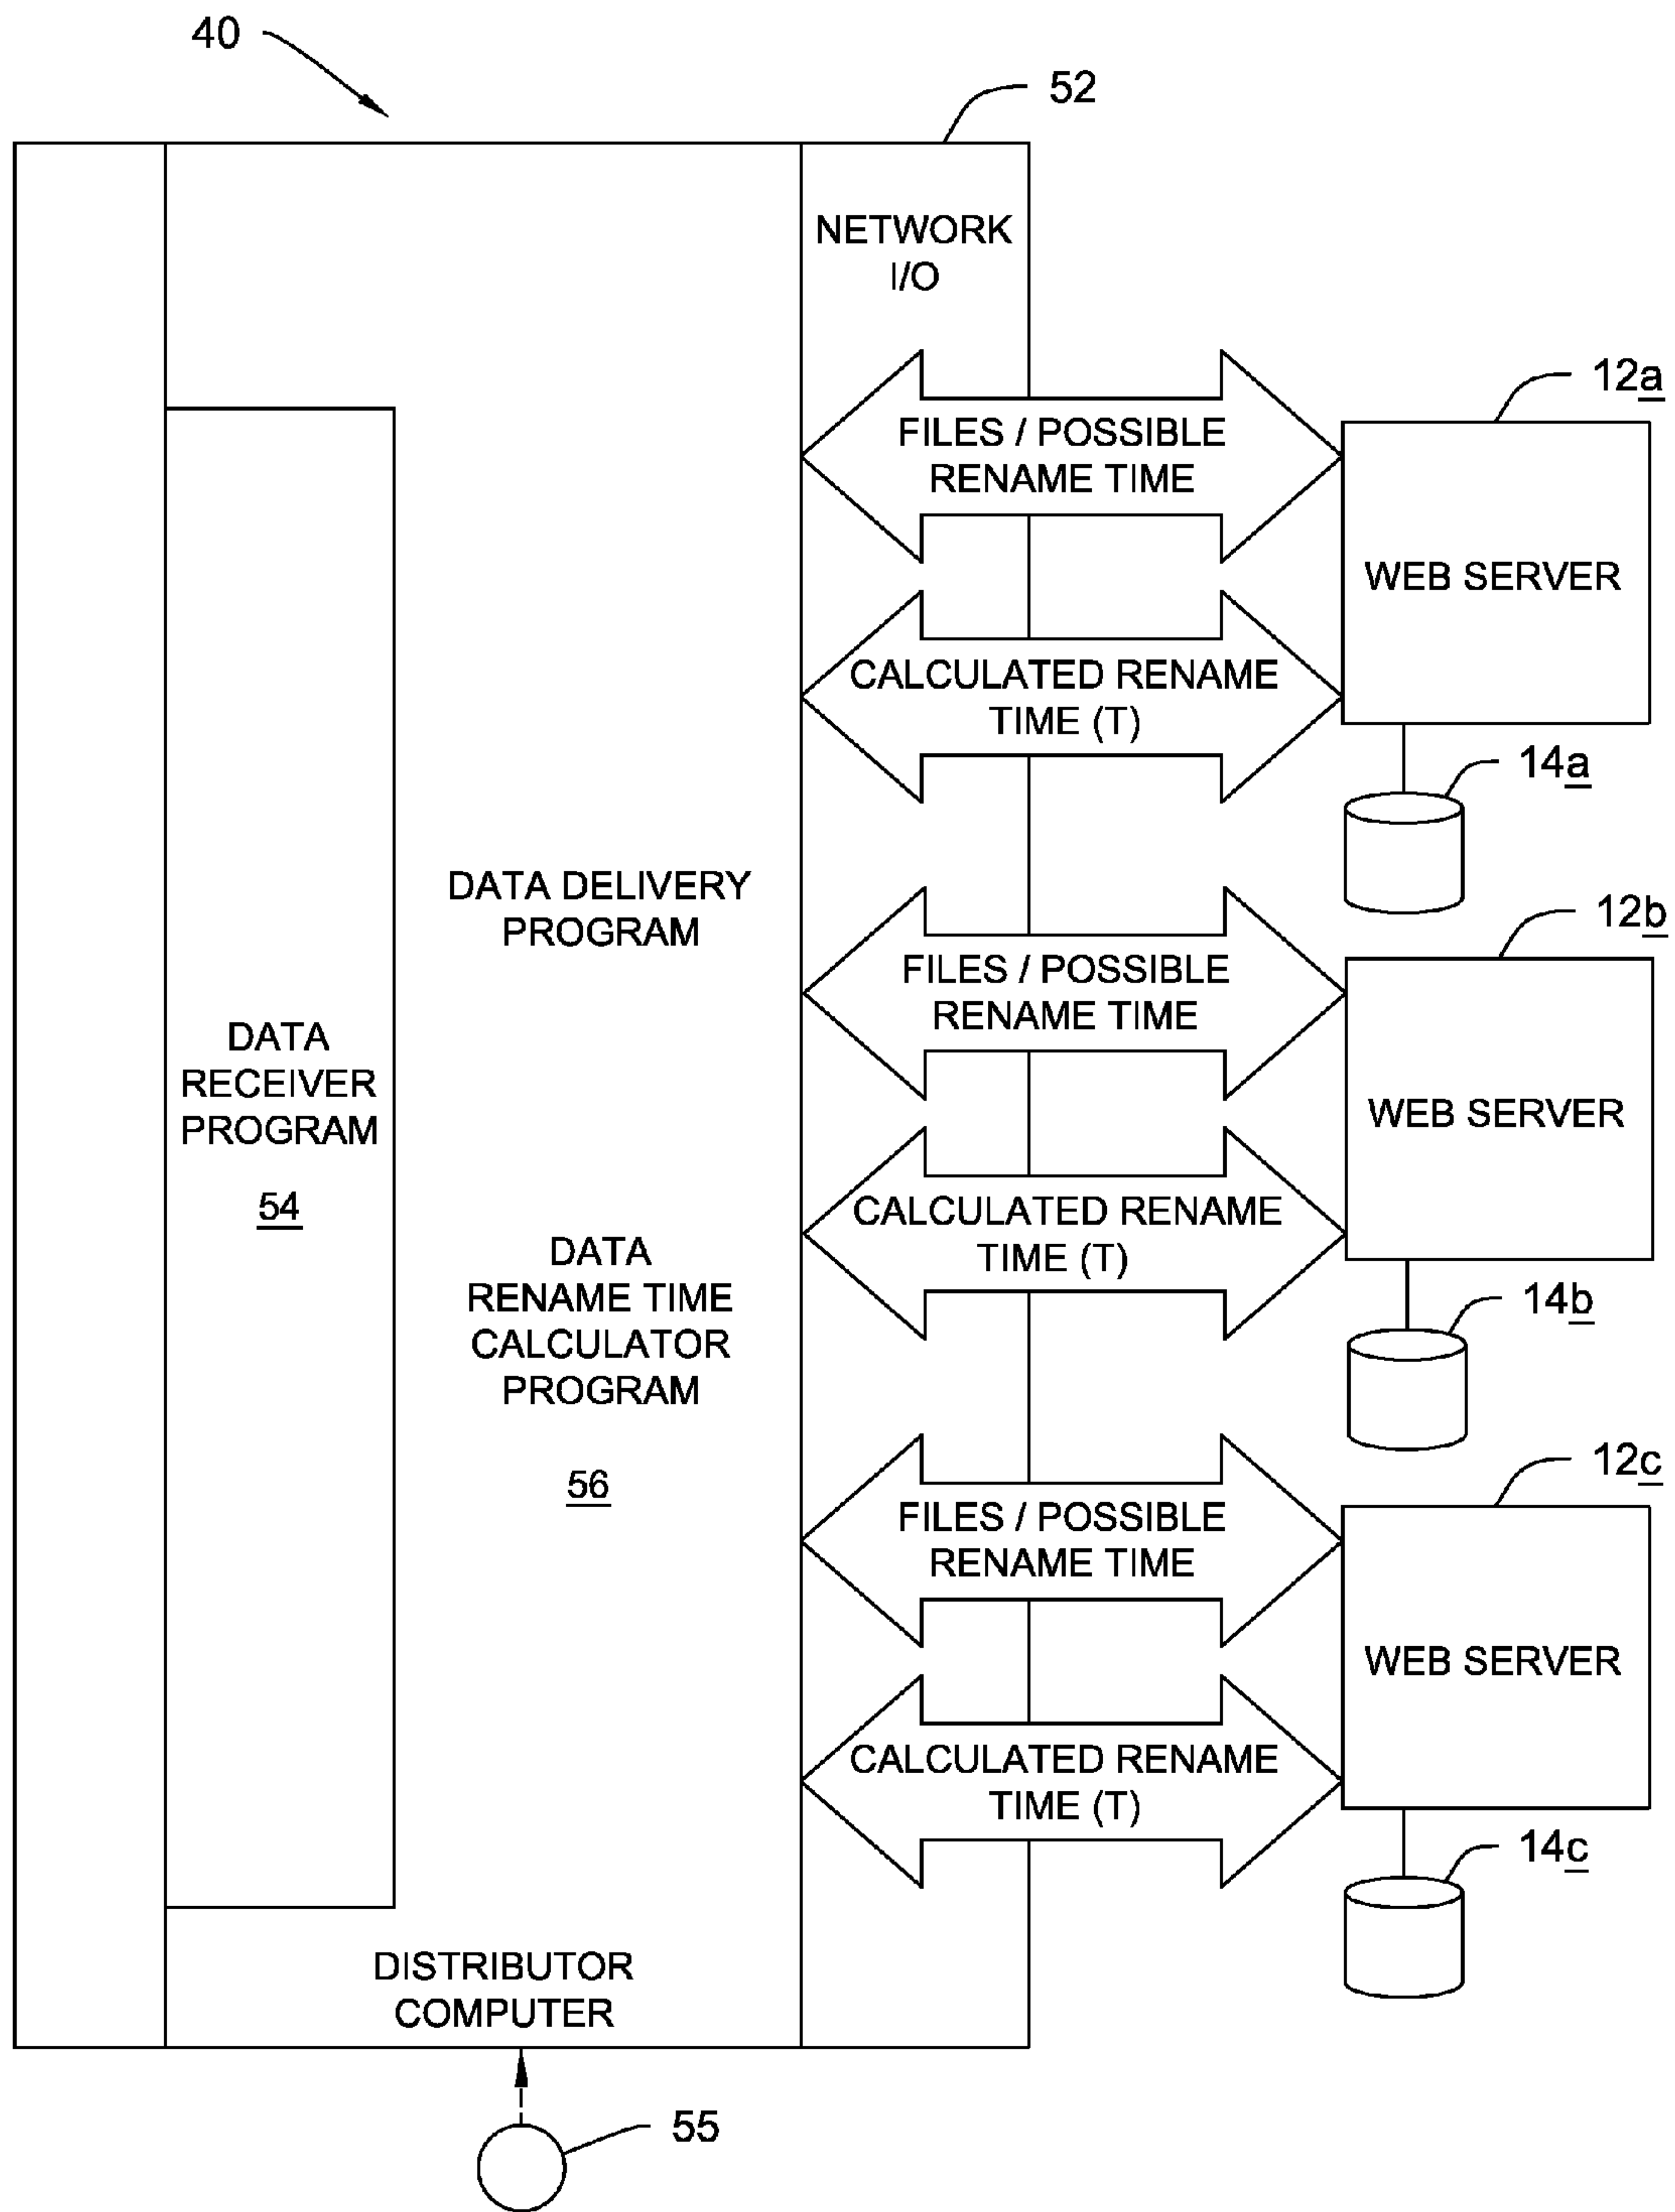 40
52
NETWORK
I/O
12a
FILES / POSSIBLE
RENAME TIME
WEB SERVER
CALCULATED RENAME
TIME (T)
14a
DATA DELIVERY
PROGRAM
12b
FILES / POSSIBLE
RENAME TIME
WEB SERVER
DATA
RECEIVER
PROGRAM
54
CALCULATED RENAME
TIME (T)
DATA
RENAME TIME
CALCULATOR
PROGRAM
56
14b
12c
FILES / POSSIBLE
RENAME TIME
WEB SERVER
CALCULATED RENAME
TIME (T)
14c
DISTRIBUTOR
COMPUTER
55